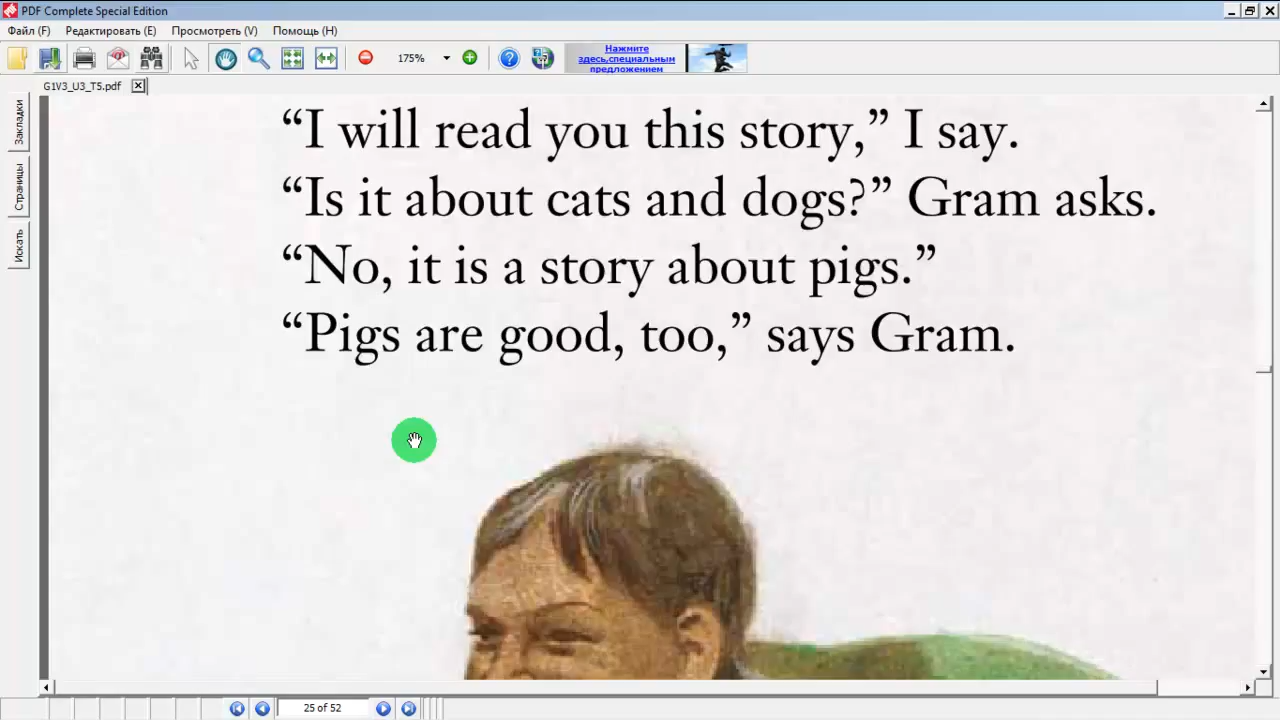 PDF Complete Special Edition
Файл (F) Редактировать (E) Просмотреть (V) Помощь (H)
175%
Нажмите
здесь,специальным
предложением
G1V3_U3_T5.pdf
Закладки
Страницы
Искать
“I will read you this story,” I say.
“Is it about cats and dogs?” Gram asks.
“No, it is a story about pigs.”
“Pigs are good, too,” says Gram.
25 of 52